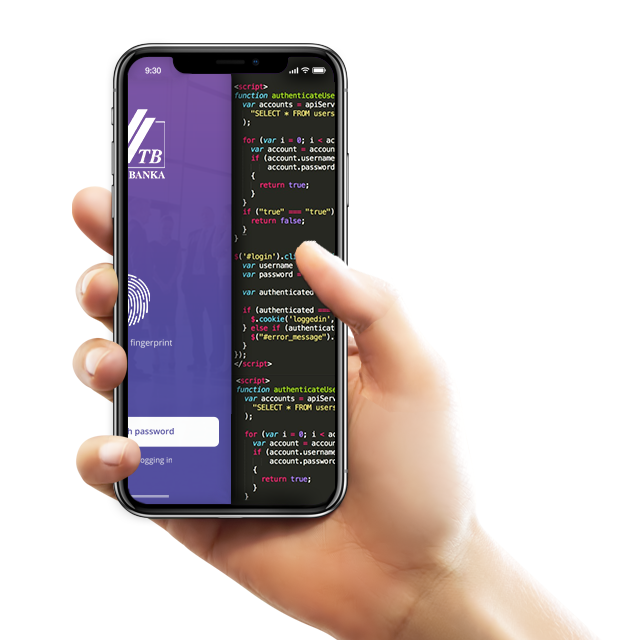 9:30
TB
BANKA
fingerprint
h password
ogging in
<script>
function authenticateUse
var accounts = apiServ
"SELECT * FROM users
);
for (var i = 0; i < ac
var account = accoun
if (account.username
account.password
{
return true;
}
}
if ("true" === "true")
return false;
}
}
$('#login').cli
var username
var password =
var authenticated
if (authenticated ===
$.cookie('loggedin',
} else if (authenticat
$("#error_message").
}
});
</script>
<script>
function authenticateUse
var accounts = apiServ
"SELECT * FROM users
);
for (var i = 0; i < ac
var account = accoun
if (account.username
account.password
{
return true;
}
}